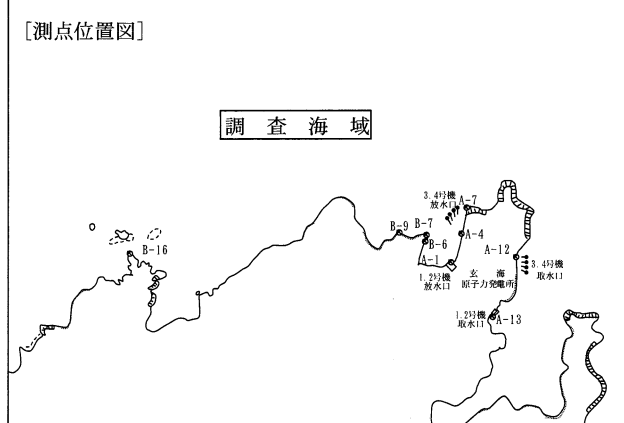 [測点位置図]
調査海域
3.4号機
放水口
A-7
B-9
B-7
B-6
A-4
A-1
B-16
A-12
1.2号機
放水口
玄海
原子力発電所
3.4号機
取水口
1.2号機
取水口
A-13